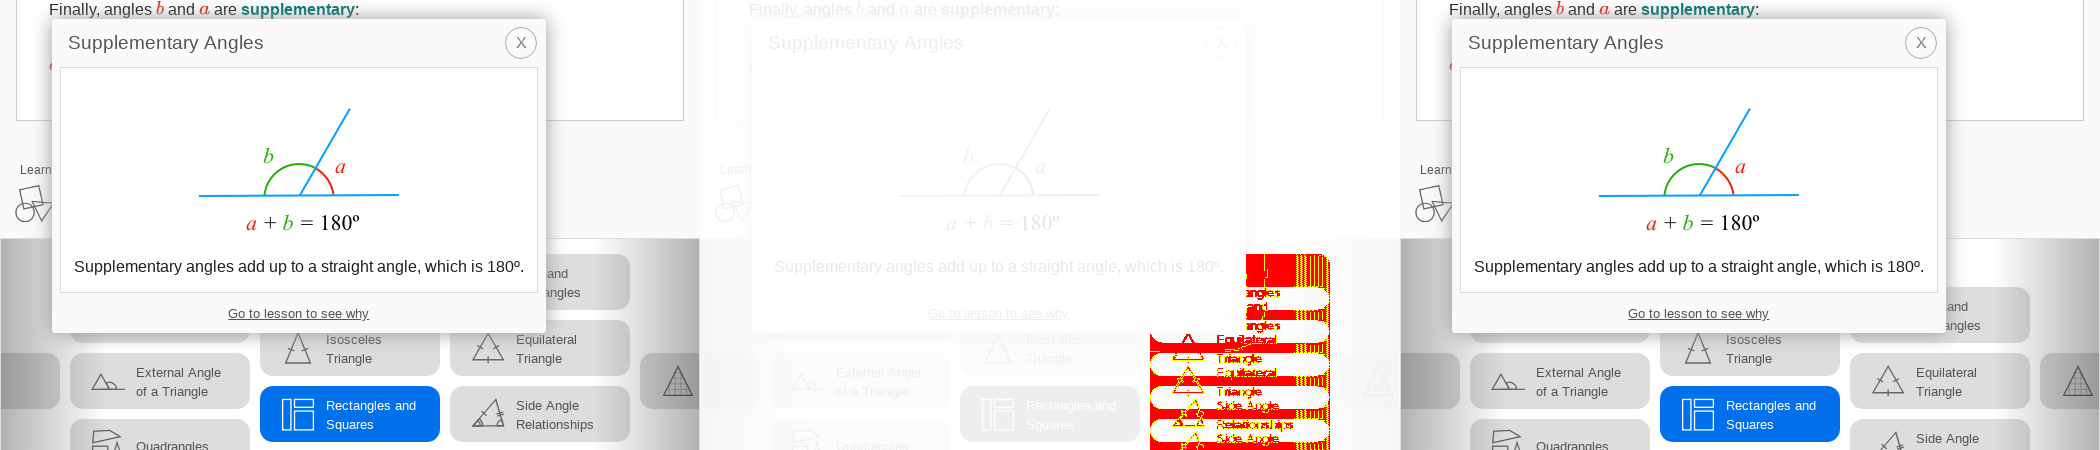 Finally, angles b and a are supplementary:
Supplementary Angles
X
b
a
a + b = 180º
Supplementary angles add up to a straight angle, which is 180º.
Go to lesson to see why
Learn
and
angles
Isosceles
Triangle
Equilateral
Triangle
External Angle
of a Triangle
Rectangles and
Squares
Side Angle
Relationships
Quadrangles
Finally, angles b and a are supplementary:
Supplementary Angles
X
b
a
a + b = 180º
Supplementary angles add up to a straight angle, which is 180º.
Go to lesson to see why
Learn
angles
and
angles
Isosceles
Triangle
Equilateral
Triangle
Equilateral
Triangle
External Angle
of a Triangle
Rectangles and
Squares
Side Angle
Relationships
Side Angle
Quadrangles
Finally, angles b and a are supplementary:
Supplementary Angles
X
b
a
a + b = 180º
Supplementary angles add up to a straight angle, which is 180º.
Go to lesson to see why
Learn
and
angles
Isosceles
Triangle
External Angle
of a Triangle
Equilateral
Triangle
Rectangles and
Squares
Quadrangles
Side Angle